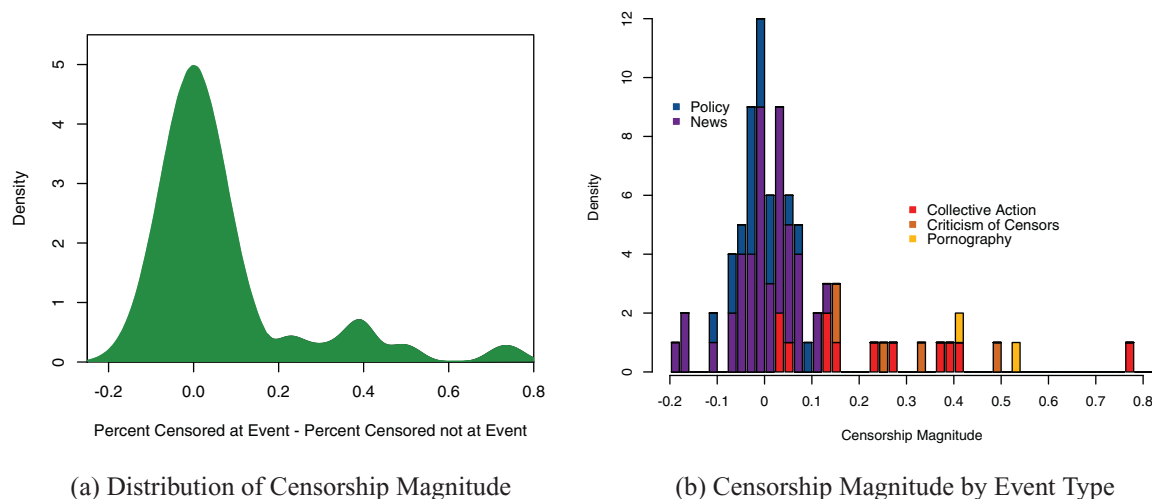 5
4
3
2
1
0
Density
-0.2 0.0 0.2 0.4 0.6 0.8
Percent Censored at Event - Percent Censored not at Event
(a) Distribution of Censorship Magnitude
12
10
8
6
4
2
0
Density
Policy
News
Collective Action
Criticism of Censors
Pornography
-0.2 -0.1 0 0.1 0.2 0.3 0.4 0.5 0.6 0.7 0.8
Censorship Magnitude
(b) Censorship Magnitude by Event Type